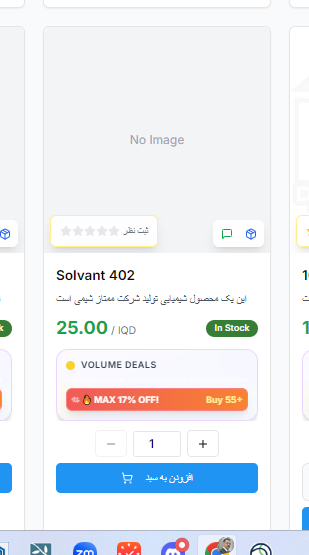 No Image
ثبت نظر
Solvant 402
این یک محصول شیمیایی تولید شرکت ممتاز شیمی است
25.00 / IQD
In Stock
VOLUME DEALS
MAX 17% OFF!
Buy 55+
1
افزودن به سبد
zm